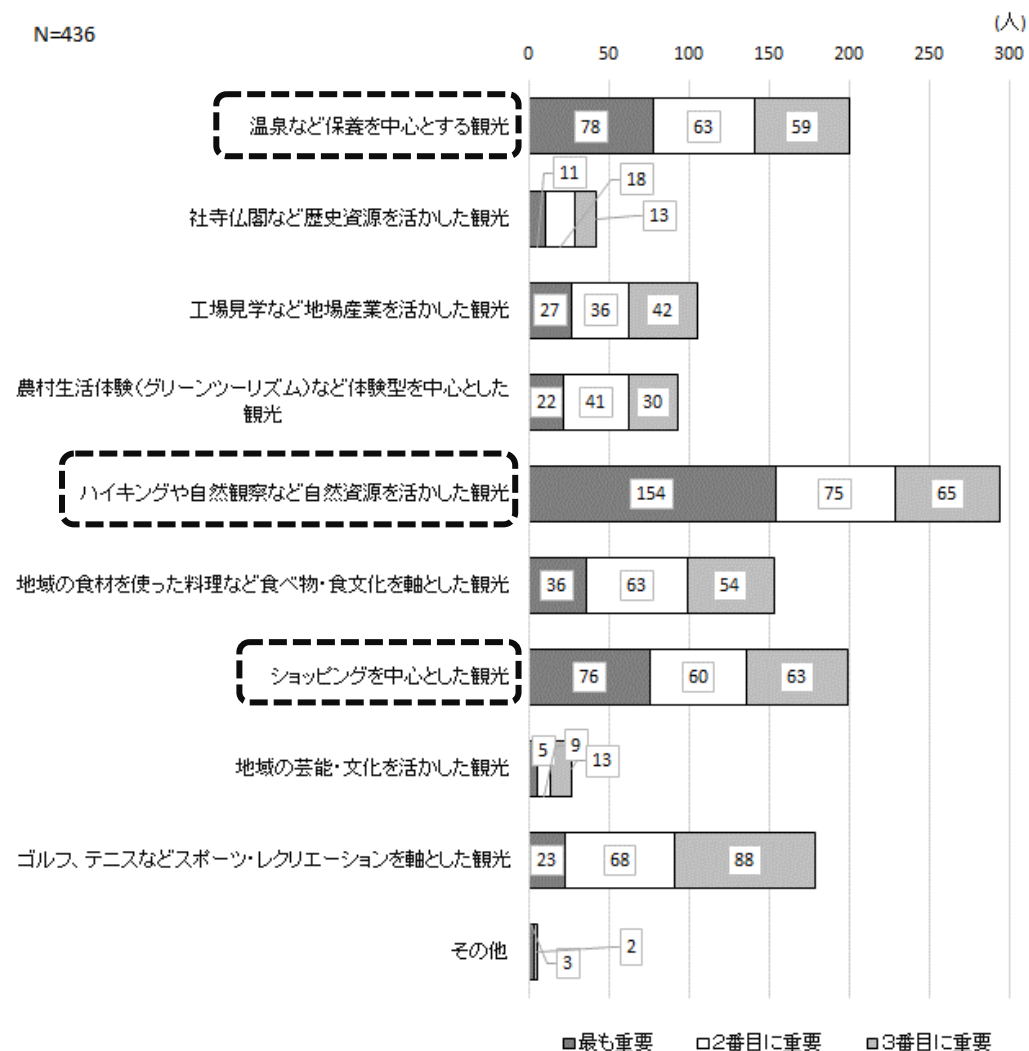 N=436
(人)
0 50 100 150 200 250 300
温泉など保養を中心とする観光 78 63 59
社寺仏閣など歴史資源を活かした観光 11 18 13
工場見学など地場産業を活かした観光 27 36 42
農村生活体験(グリーンツーリズム)など体験型を中心とした
観光 22 41 30
ハイキングや自然観察など自然資源を活かした観光 154 75 65
地域の食材を使った料理など食べ物・食文化を軸とした観光 36 63 54
ショッピングを中心とした観光 76 60 63
地域の芸能・文化を活かした観光 5 9 13
ゴルフ、テニスなどスポーツ・レクリエーションを軸とした観光 23 68 88
その他 3 2
最も重要 2番目に重要 3番目に重要